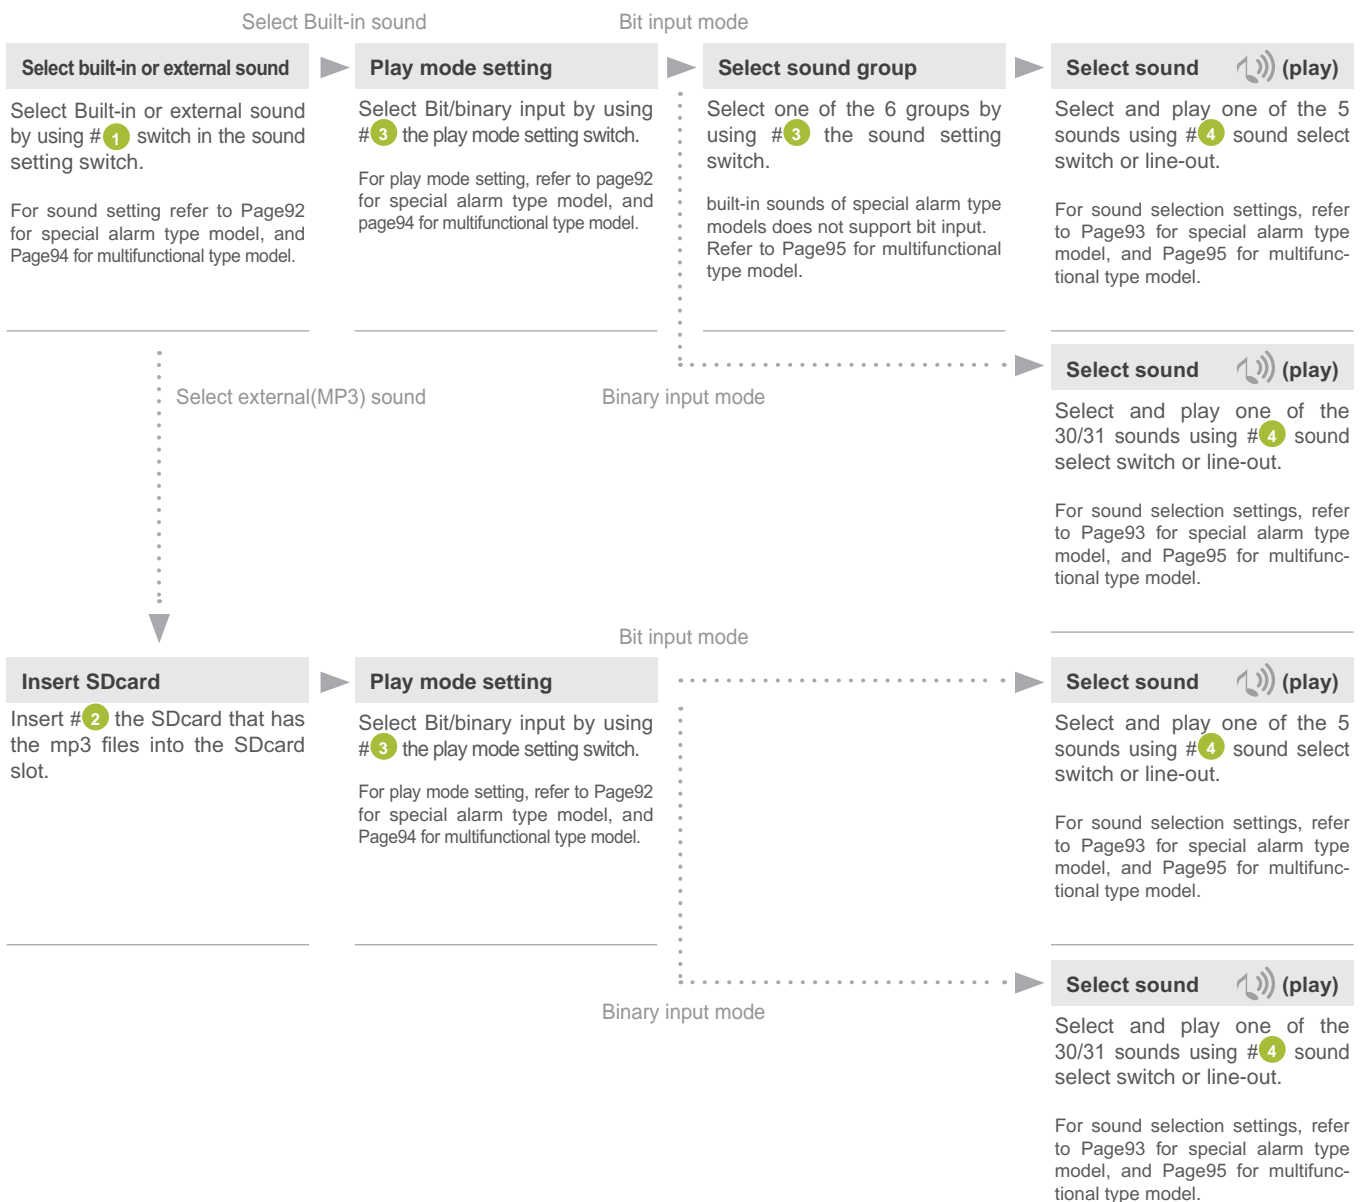 Select Built-in sound
Bit input mode
Select built-in or external sound
Select Built-in or external sound
by using #1 switch in the sound
setting switch.
For sound setting refer to Page92
for special alarm type model, and
Page94 for multifunctional type model.
Play mode setting
Select Bit/binary input by using
#3 the play mode setting switch.
For play mode setting, refer to page92
for special alarm type model, and
page94 for multifunctional type model.
Select sound group
Select one of the 6 groups by
using #3 the sound setting
switch.
built-in sounds of special alarm type
models does not support bit input.
Refer to Page95 for multifunctional
type model.
Select sound (play)
Select and play one of the 5
sounds using #4 sound select
switch or line-out.
For sound selection settings, refer
to Page93 for special alarm type
model, and Page95 for multifunc-
tional type model.
Select external(MP3) sound
Binary input mode
Select sound (play)
Select and play one of the
30/31 sounds using #4 sound
select switch or line-out.
For sound selection settings, refer
to Page93 for special alarm type
model, and Page95 for multifunc-
tional type model.
Bit input mode
Insert SDcard
Insert #2 the SDcard that has
the mp3 files into the SDcard
slot.
Play mode setting
Select Bit/binary input by using
#3 the play mode setting switch.
For play mode setting, refer to Page92
for special alarm type model, and
Page94 for multifunctional type model.
Select sound (play)
Select and play one of the 5
sounds using #4 sound select
switch or line-out.
For sound selection settings, refer
to Page93 for special alarm type
model, and Page95 for multifunc-
tional type model.
Binary input mode
Select sound (play)
Select and play one of the
30/31 sounds using #4 sound
select switch or line-out.
For sound selection settings, refer
to Page93 for special alarm type
model, and Page95 for multifunc-
tional type model.